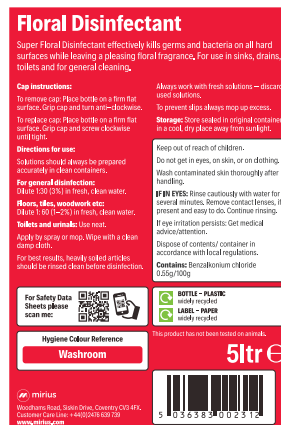 Floral Disinfectant
Super Floral Disinfectant effectively kills germs and bacteria on all hard
surfaces while leaving a pleasing floral fragrance. For use in sinks, drains,
toilets and for general cleaning.
Cap instructions:
To remove cap: Place bottle on a firm flat
surface. Grip cap and turn anti-clockwise.
To replace cap: Place bottle on a firm flat
surface. Grip cap and screw clockwise
until tight.
Directions for use:
Solutions should always be prepared
accurately in clean containers.
For general disinfection:
Dilute 1:30 (3%) in fresh, clean water.
Floors, tiles, woodwork etc:
Dilute 1: 60 (1-2%) in fresh, clean water.
Toilets and urinals: Use neat.
Apply by spray or mop. Wipe with a clean
damp cloth.
For best results, heavily soiled articles
should be rinsed clean before disinfection.
Always work with fresh solutions – discard
used solutions.
To prevent slips always mop up excess.
Storage: Store sealed in original container
in a cool, dry place away from sunlight.
Keep out of reach of children.
Do not get in eyes, on skin, or on clothing.
Wash contaminated skin thoroughly after
handling.
IF IN EYES: Rinse cautiously with water for
several minutes. Remove contact lenses, if
present and easy to do. Continue rinsing.
If eye irritation persists: Get medical
advice/attention.
Dispose of contents/ container in
accordance with local regulations.
Contains: Benzalkonium chloride
0.55g/100g
For Safety Data
Sheets please
scan me:
BOTTLE – PLASTIC
widely recycled
LABEL – PAPER
widely recycled
This product has not been tested on animals.
Hygiene Colour Reference
Washroom
5ltr e
mirius
Woodhams Road, Siskin Drive, Coventry CV3 4FX.
Customer Care Line: +44(0)2476 639 739
www.mirius.com
5 036383 002312